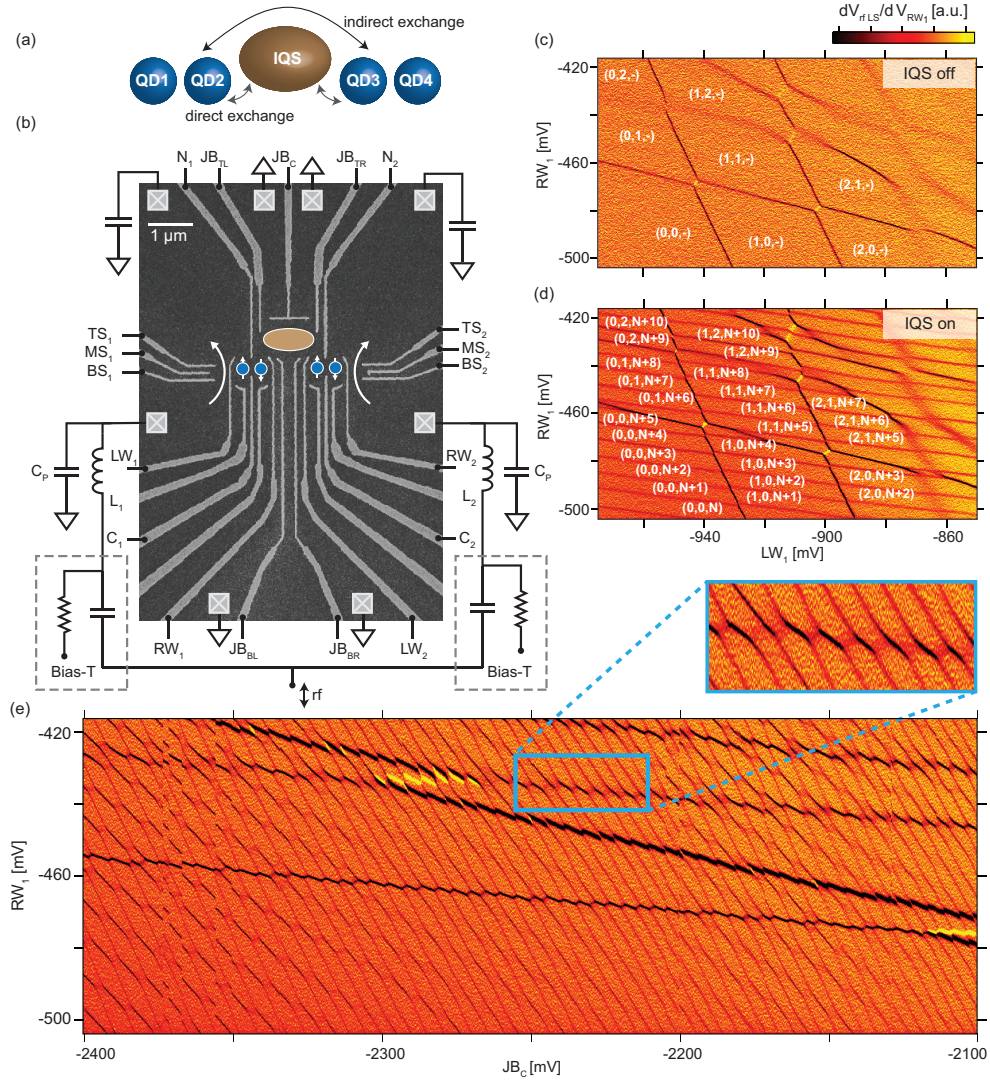 (a)
indirect exchange
QD1
QD2
IQS
QD3
QD4
direct exchange
(b)
N1
JBTL
JBC
JBTR
N2
1 µm
TS1
MS1
BS1
TS2
MS2
BS2
CP
LW1
L1
RW2
L2
CP
C1
C2
Bias-T
RW1
JBBL
JBBR
LW2
Bias-T
rf
dVrf LS/d VRW1 [a.u.]
(c)
IQS off
-420
-460
-500
RW1 [mV]
(0,2,-)
(1,2,-)
(0,1,-)
(1,1,-)
(2,1,-)
(0,0,-)
(1,0,-)
(2,0,-)
(d)
IQS on
-420
-460
-500
RW1 [mV]
(0,2,N+10)
(0,2,N+9)
(0,1,N+8)
(0,1,N+7)
(0,1,N+6)
(0,0,N+5)
(0,0,N+4)
(0,0,N+3)
(0,0,N+2)
(0,0,N+1)
(0,0,N)
(1,2,N+10)
(1,2,N+9)
(1,1,N+8)
(1,1,N+7)
(1,1,N+6)
(1,1,N+5)
(1,0,N+4)
(1,0,N+3)
(1,0,N+2)
(1,0,N+1)
(2,1,N+7)
(2,1,N+6)
(2,1,N+5)
(2,0,N+3)
(2,0,N+2)
-940
-900
-860
LW1 [mV]
(e)
-420
-460
-500
RW1 [mV]
-2400
-2300
-2200
-2100
JBC [mV]